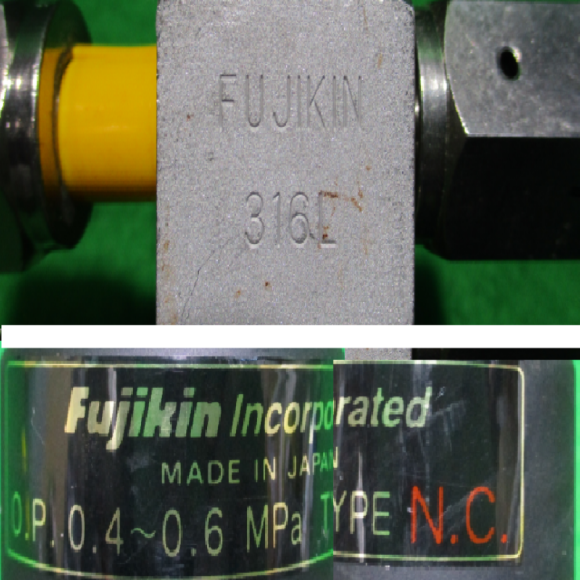 FUJIKIN
316L
Fujikin Incorporated
MADE IN JAPAN
O.P. 0.4~0.6 MPa TYPE N.C.